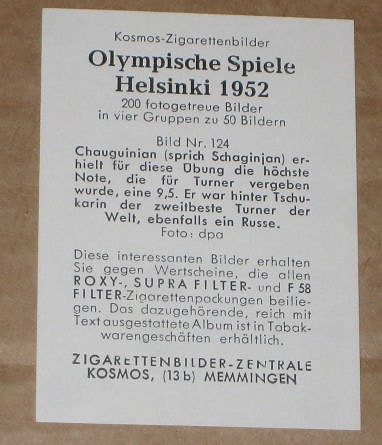 Kosmos-Zigarettenbilder
Olympische Spiele
Helsinki 1952
200 fotogetreue Bilder
in vier Gruppen zu 50 Bildern
Bild Nr. 124
Chauguinian (sprich Schaginjan) er-
hielt für diese Übung die höchste
Note, die für Turner vergeben
wurde, eine 9,5. Er war hinter Tschu-
karin der zweitbeste Turner der
Welt, ebenfalls ein Russe.
Foto: dpa
Diese interessanten Bilder erhalten
Sie gegen Wertscheine, die allen
ROXY-, SUPRA FILTER- und F 58
FILTER-Zigarettenpackungen beilie-
gen. Das dazugehörende, reich mit
Text ausgestattete Album ist in Tabak-
warengeschäften erhältlich.
ZIGARETTENBILDER-ZENTRALE
KOSMOS, (13 b) MEMMINGEN